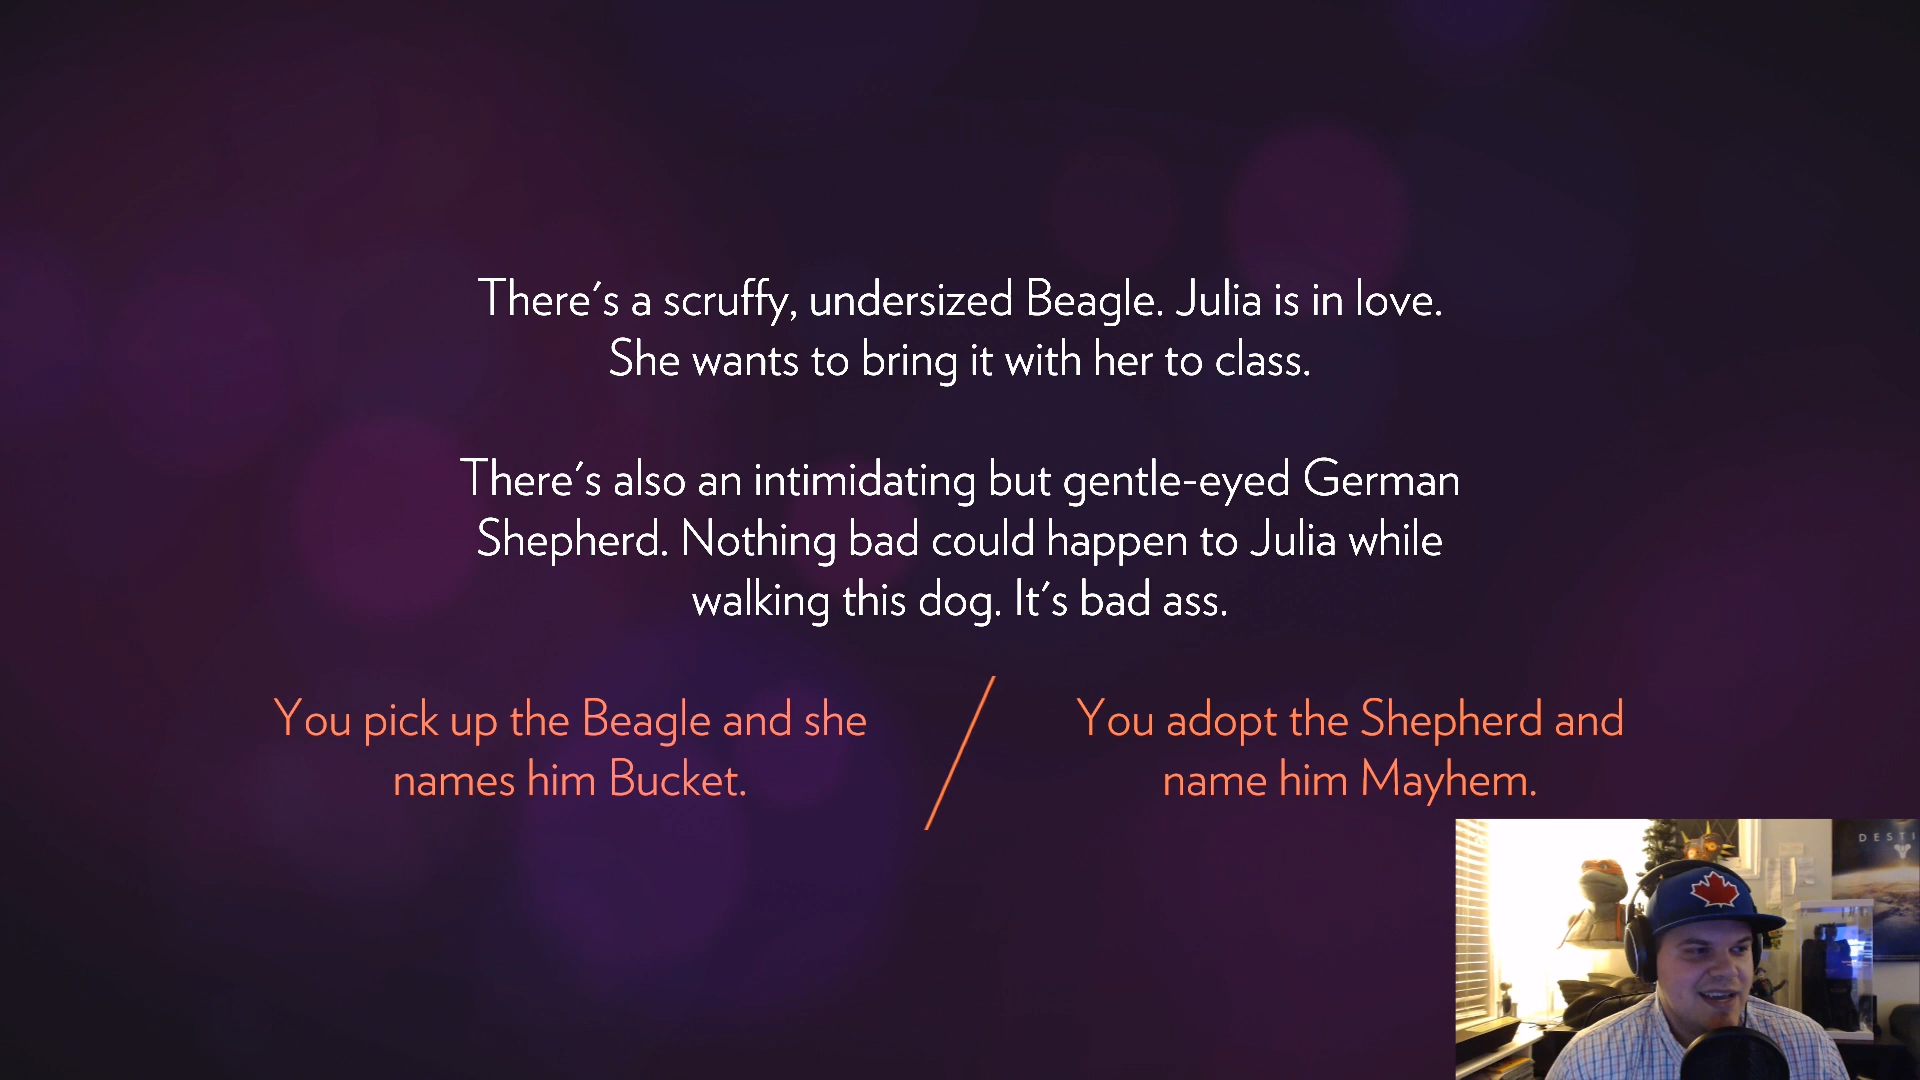 There's a scruffy, undersized Beagle. Julia is in love.
She wants to bring it with her to class.
There's also an intimidating but gentle-eyed German
Shepherd. Nothing bad could happen to Julia while
walking this dog. It's bad ass.
You pick up the Beagle and she
names him Bucket.
/
You adopt the Shepherd and
name him Mayhem.
DESTI